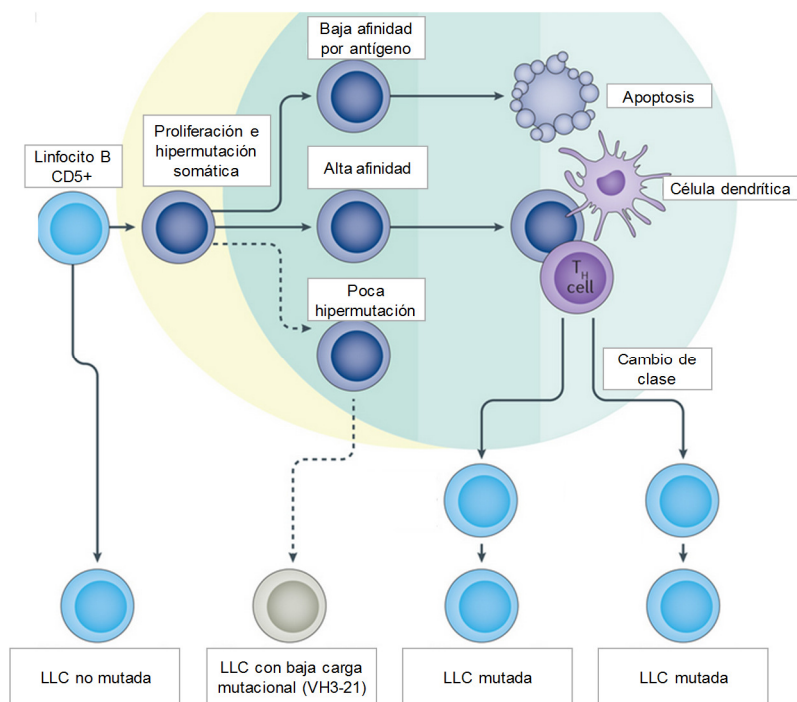 Baja afinidad
por antígeno
Apoptosis
Proliferación e
hipermutación
somática
Linfocito B
CD5+
Alta afinidad
Célula dendrítica
T
H
cell
Poca
hipermutación
Cambio de
clase
LLC no mutada
LLC con baja carga
mutacional (VH3-21)
LLC mutada
LLC mutada